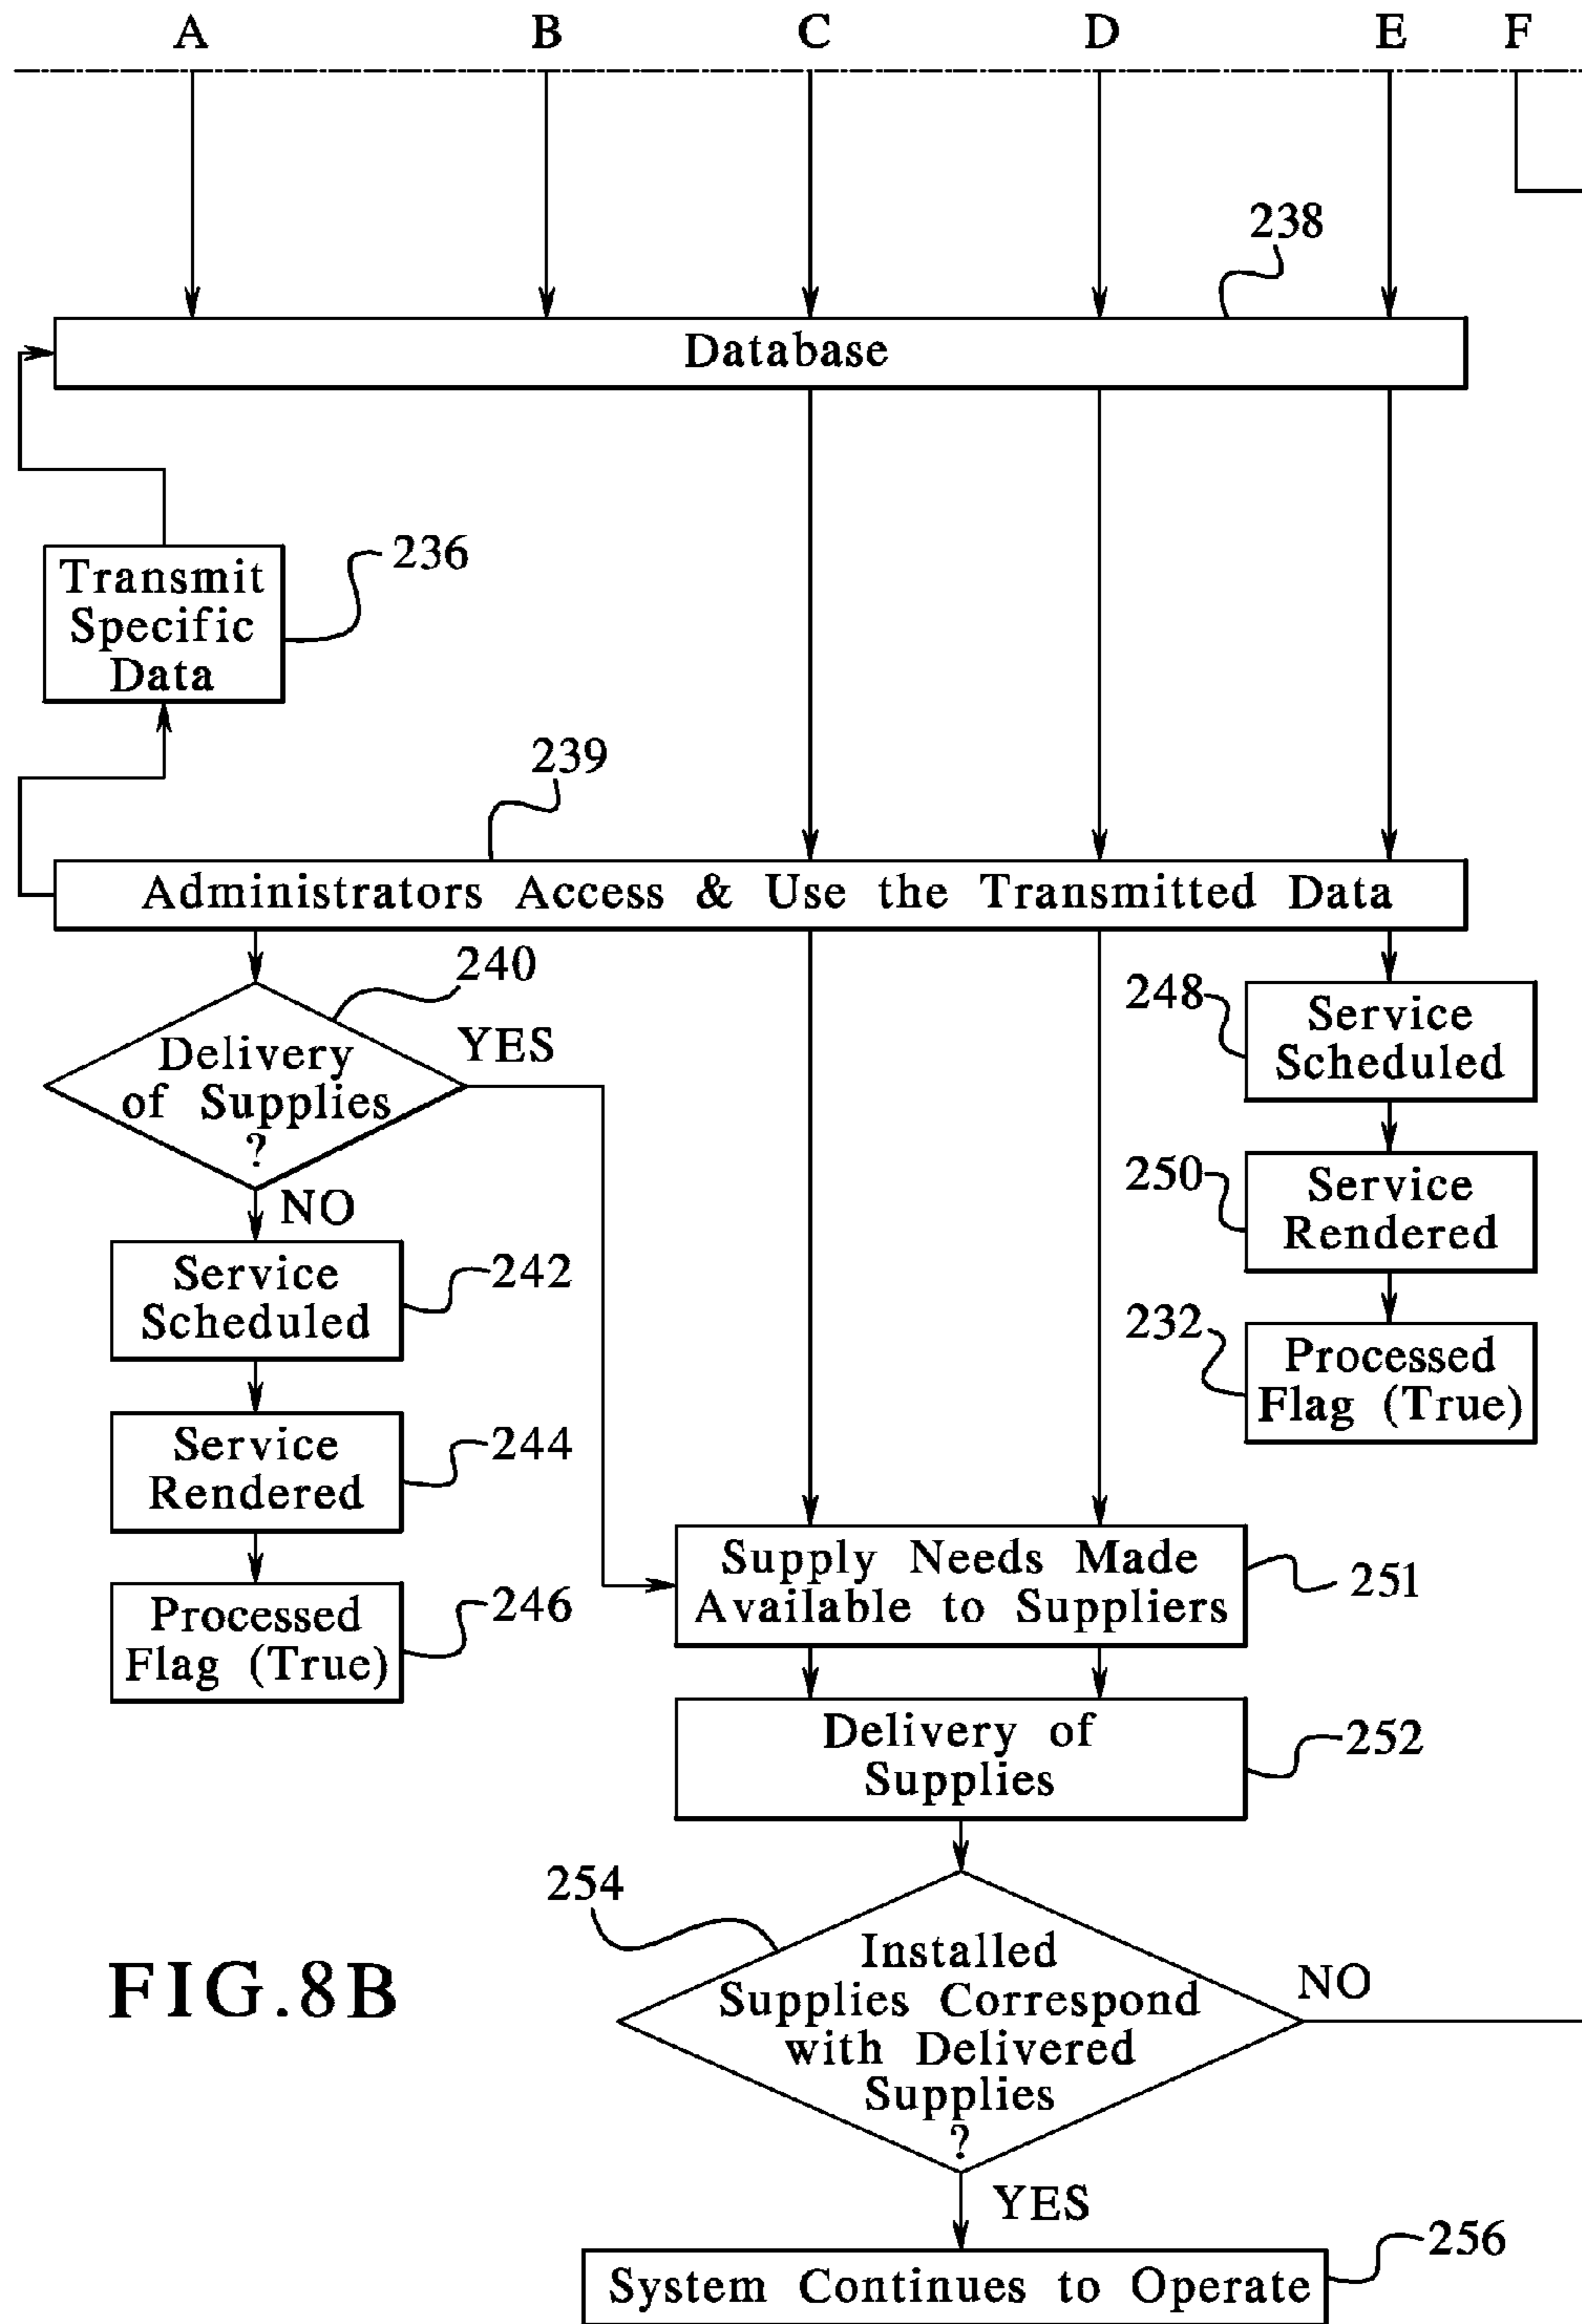 A B C D E F
238
Database
236
Transmit
Specific
Data
239
Administrators Access & Use the Transmitted Data
240
Delivery
of Supplies
?
YES
NO
242
Service
Scheduled
244
Service
Rendered
246
Processed
Flag (True)
248
Service
Scheduled
250
Service
Rendered
232
Processed
Flag (True)
Supply Needs Made
Available to Suppliers
251
Delivery of
Supplies
252
254
Installed
Supplies Correspond
with Delivered
Supplies
?
NO
YES
256
System Continues to Operate
FIG.8B